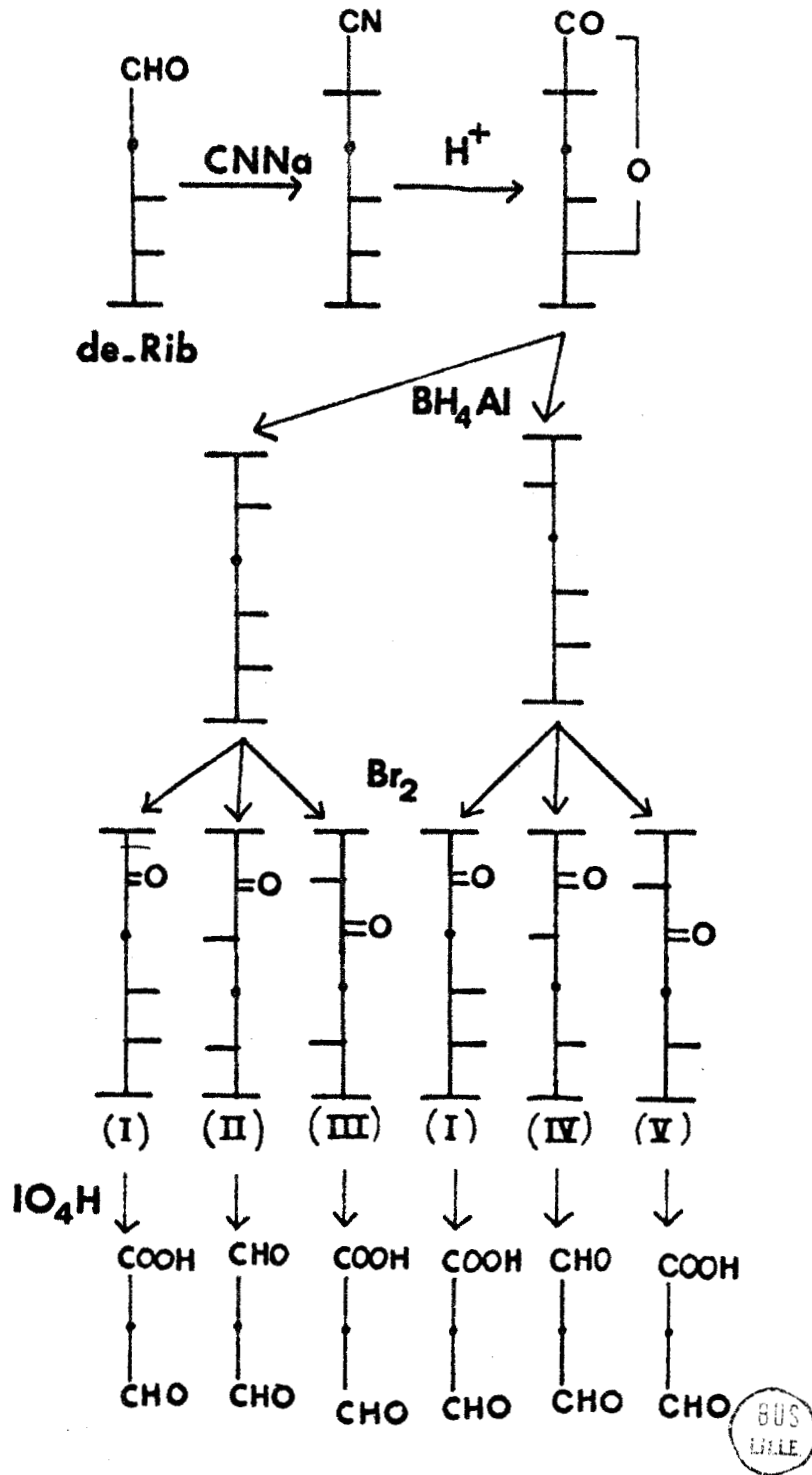 CN CO
CHO
CNNa H+ O
de-Rib
BH4Al
Br2
=O =O =O =O =O =O
(I) (II) (III) (I) (IV) (V)
IO4H
COOH CHO COOH COOH CHO COOH
CHO CHO CHO CHO CHO CHO
BUS
LILLE